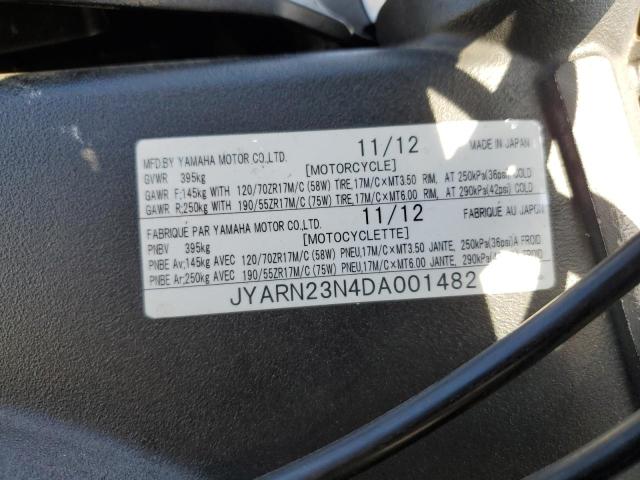 MFD.BY YAMAHA MOTOR CO.,LTD. 11/12 MADE IN JAPAN
GVWR 395kg [MOTORCYCLE]
GAWR F;145kg WITH 120/70ZR17M/C (58W) TIRE,17M/C×MT3.50 RIM, AT 250kPa(36psi) COLD
GAWR R;250kg WITH 190/55ZR17M/C (75W) TIRE,17M/C×MT6.00 RIM, AT 290kPa(42psi) COLD
FABRIQUÉ PAR YAMAHA MOTOR CO.,LTD. 11/12 FABRIQUÉ AU JAPON
PNBV 395kg [MOTOCYCLETTE]
PNBE Av;145kg AVEC 120/70ZR17M/C (58W) PNEU,17M/C×MT3.50 JANTE, 250kPa(36psi)A FROID
PNBE Ar;250kg AVEC 190/55ZR17M/C (75W) PNEU,17M/C×MT6.00 JANTE, 290kPa
JYARN23N4DA001482